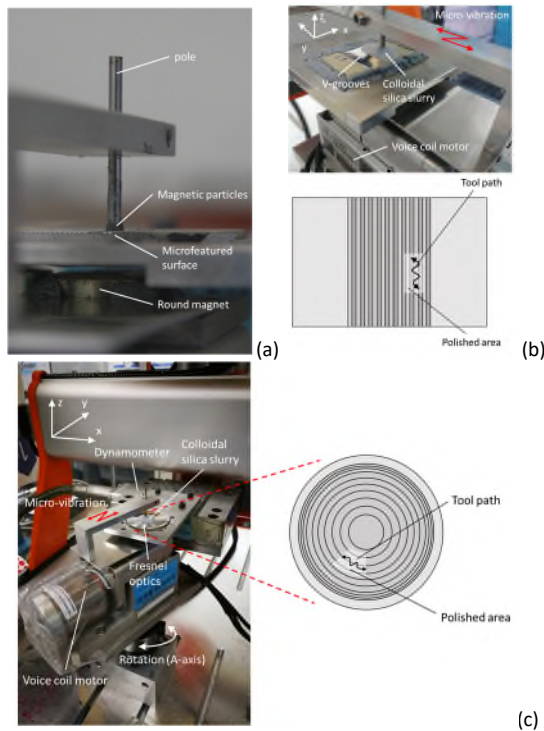 pole
Magnetic particles
Microfeatured
surface
Round magnet
(a)
Micro-vibration
z
x
y
V-grooves
Colloidal
silica slurry
Voice coil motor
Tool path
Polished area
(b)
z
y
x
Dynamometer
Colloidal
silica slurry
Micro-vibration
Fresnel
optics
Rotation (A-axis)
Voice coil motor
Tool path
Polished area
(c)